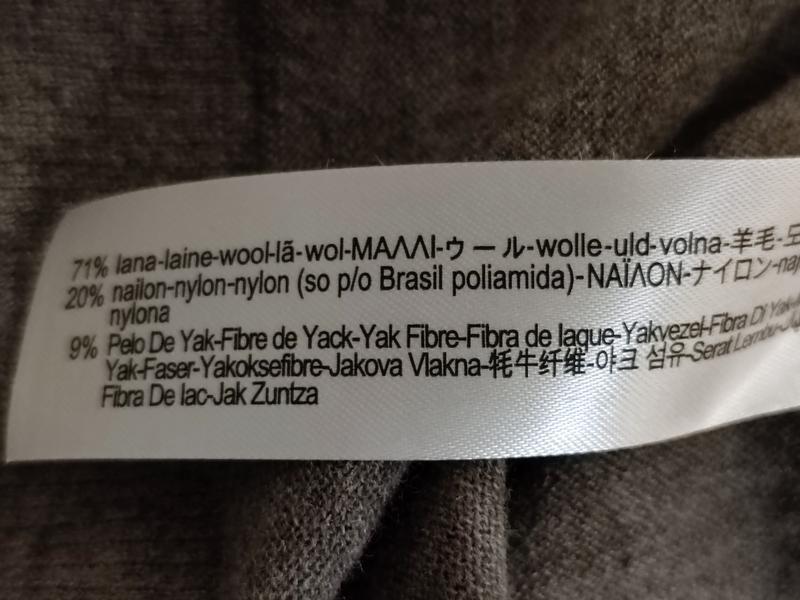 71% lana-laine-wool-lã-wol-ΜΑΛΛΙ-ウール-wolle-uld-volna-羊毛-모
20% nailon-nylon-nylon (so p/o Brasil poliamida)-ΝΑΪΛΟΝ-ナイロン-naj
nylona
9% Pelo De Yak-Fibre de Yack-Yak Fibre-Fibra de Iaque-Yakvezel-Fibra Di Yak-
Yak-Faser-Yakoksefibre-Jakova Vlakna-牦牛纤维-야크 섬유-Serat Lembu-
Fibra De Iac-Jak Zuntza